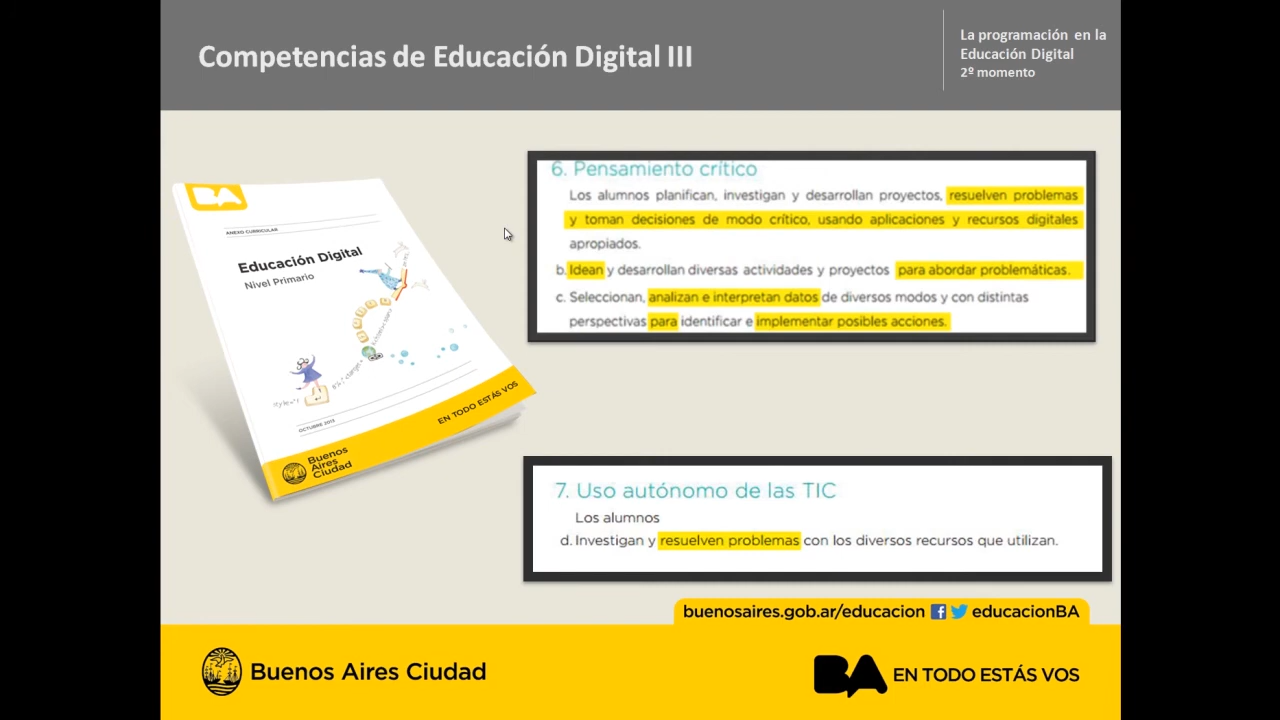 Competencias de Educación Digital III
La programación en la
Educación Digital
2º momento
BA
ANEXO CURRICULAR
Educación Digital
Nivel Primario
OCTUBRE 2013
EN TODO ESTÁS VOS
Buenos
Aires
Ciudad
6. Pensamiento crítico
Los alumnos planifican, investigan y desarrollan proyectos, resuelven problemas
y toman decisiones de modo crítico, usando aplicaciones y recursos digitales
apropiados.
b. Idean y desarrollan diversas actividades y proyectos para abordar problemáticas.
c. Seleccionan, analizan e interpretan datos de diversos modos y con distintas
perspectivas para identificar e implementar posibles acciones.
7. Uso autónomo de las TIC
Los alumnos
d. Investigan y resuelven problemas con los diversos recursos que utilizan.
buenosaires.gob.ar/educacion educacionBA
Buenos Aires Ciudad
BA EN TODO ESTÁS VOS